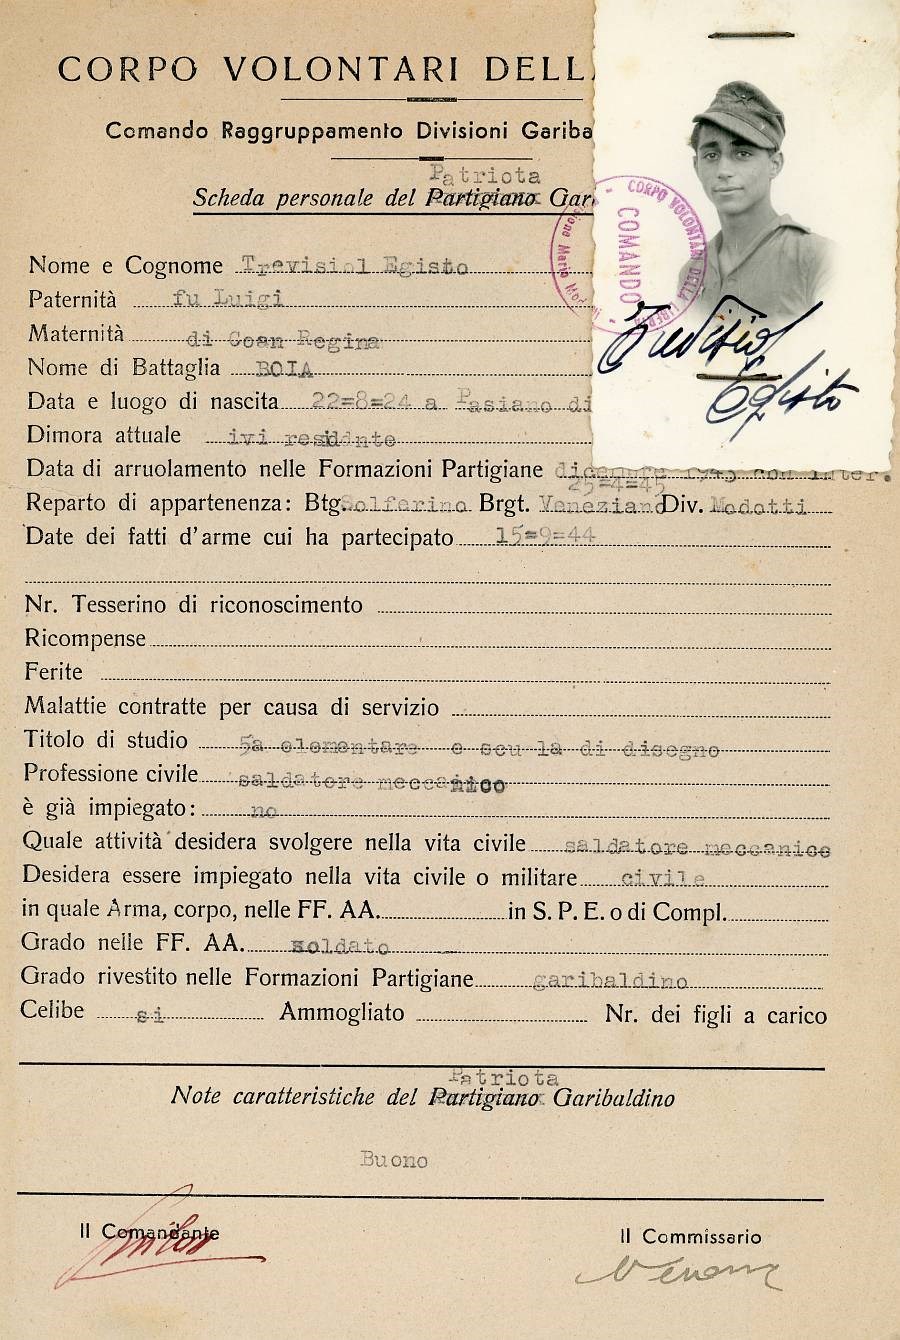 CORPO VOLONTARI DELL
Comando Raggruppamento Divisioni Gariba
Patriota
Scheda personale del Partigiano Gar
CORPO VOLONTARI DELLA LIBERTÀ
COMANDO
Nome e Cognome Trevisiol Egisto
Paternità fu Luigi
Maternità di Coan Regina
Nome di Battaglia BOIA
Trevisiol
Egisto
Data e luogo di nascita 22=8=24 a Pasiano di
Dimora attuale ivi residdnte
Data di arruolamento nelle Formazioni Partigiane dicembre 1943 con inter.
25=4=45
Reparto di appartenenza: Btg. Solferino Brgt. Veneziano Div. Modotti
Date dei fatti d'arme cui ha partecipato 15=9=44
Nr. Tesserino di riconoscimento
Ricompense
Ferite
Malattie contratte per causa di servizio
Titolo di studio 5a elementare e scu la di disegno
Professione civile saldatore meccanico
è già impiegato: no
Quale attività desidera svolgere nella vita civile saldatore meccanico
Desidera essere impiegato nella vita civile o militare civile
in quale Arma, corpo, nelle FF. AA. in S. P. E. o di Compl.
Grado nelle FF. AA. soldato
Grado rivestito nelle Formazioni Partigiane garibaldino
Celibe si Ammogliato Nr. dei figli a carico
Patriota
Note caratteristiche del Partigiano Garibaldino
Buono
Il Comandante Il Commissario